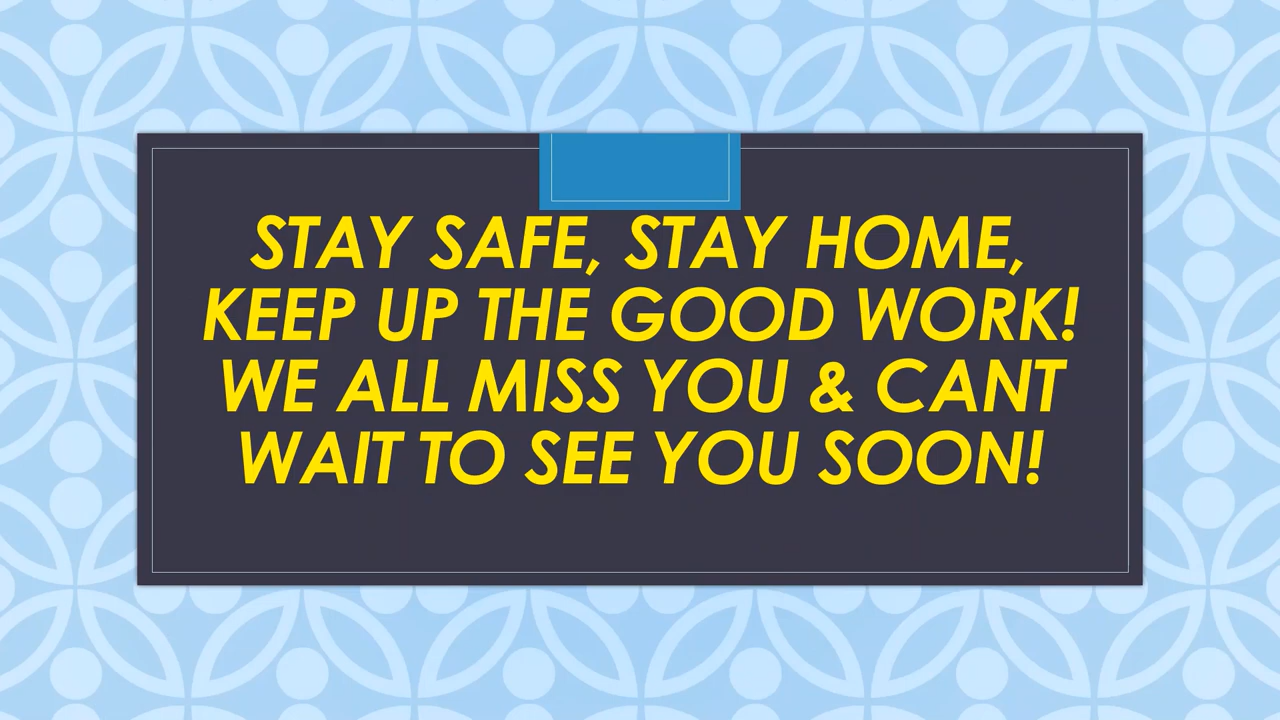 STAY SAFE, STAY HOME,
KEEP UP THE GOOD WORK!
WE ALL MISS YOU & CANT
WAIT TO SEE YOU SOON!